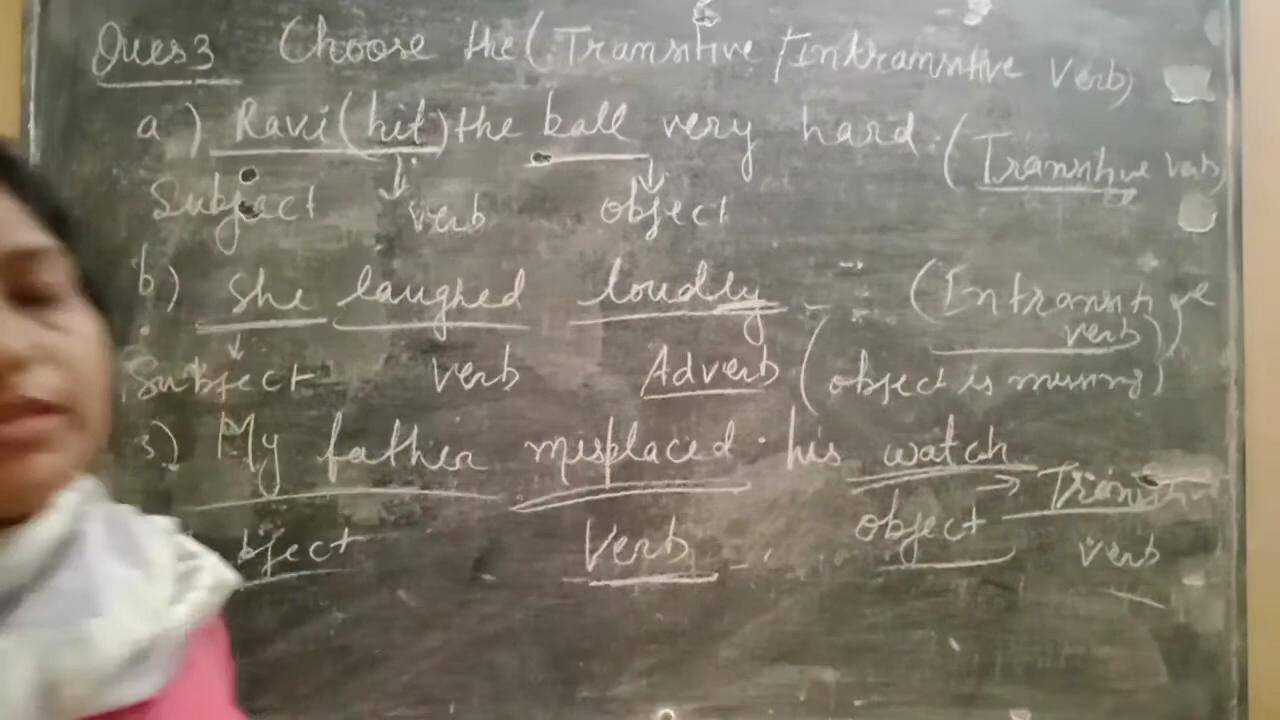 Ques 3 Choose the (Transitive / Intransitive Verb)
a) Ravi (hit) the ball very hard. (Transitive verb)
Subject verb object
b) She laughed loudly (Intransitive verb)
Subject verb Adverb (object is missing)
3) My father misplaced his watch
bject Verb object → Transitive verb